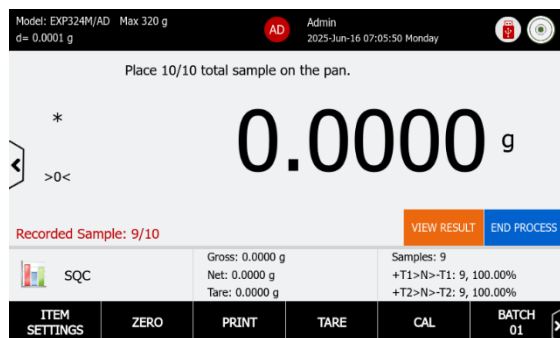 Model: EXP324M/AD Max 320 g
d= 0.0001 g
AD
Admin
2025-Jun-16 07:05:50 Monday
Place 10/10 total sample on the pan.
*
0.0000 g
>0<
Recorded Sample: 9/10
VIEW RESULT
END PROCESS
SQC
Gross: 0.0000 g
Net: 0.0000 g
Tare: 0.0000 g
Samples: 9
+T1>N>-T1: 9, 100.00%
+T2>N>-T2: 9, 100.00%
ITEM
SETTINGS
ZERO
PRINT
TARE
CAL
BATCH
01